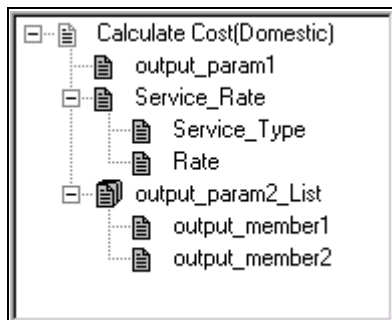 Calculate Cost(Domestic)
output_param1
Service_Rate
Service_Type
Rate
output_param2_List
output_member1
output_member2